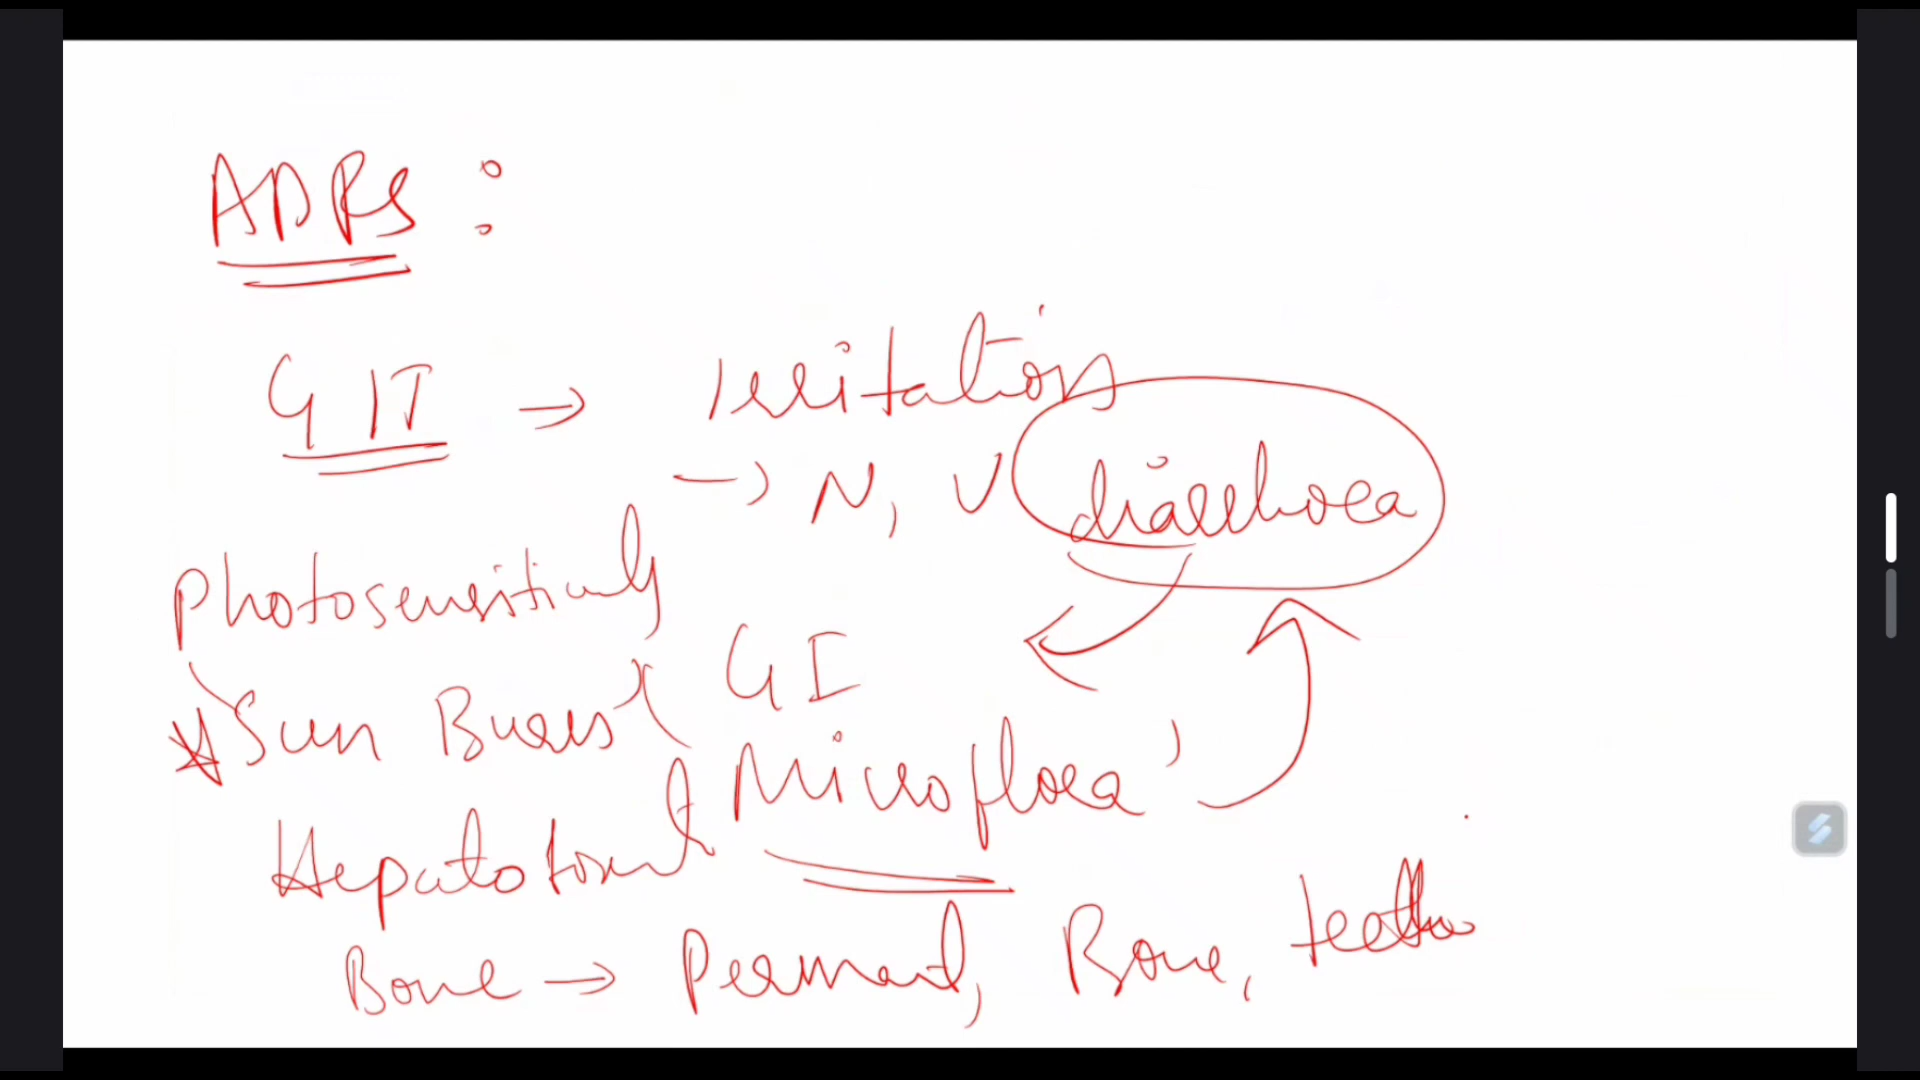 ADRs :
GIT → Irritation
→ N, V diarrhoea
Photosensitivity
GI
* Sun Burns
Microflora
Hepatotoxicity
Bone → Permanent, Bone, teeth